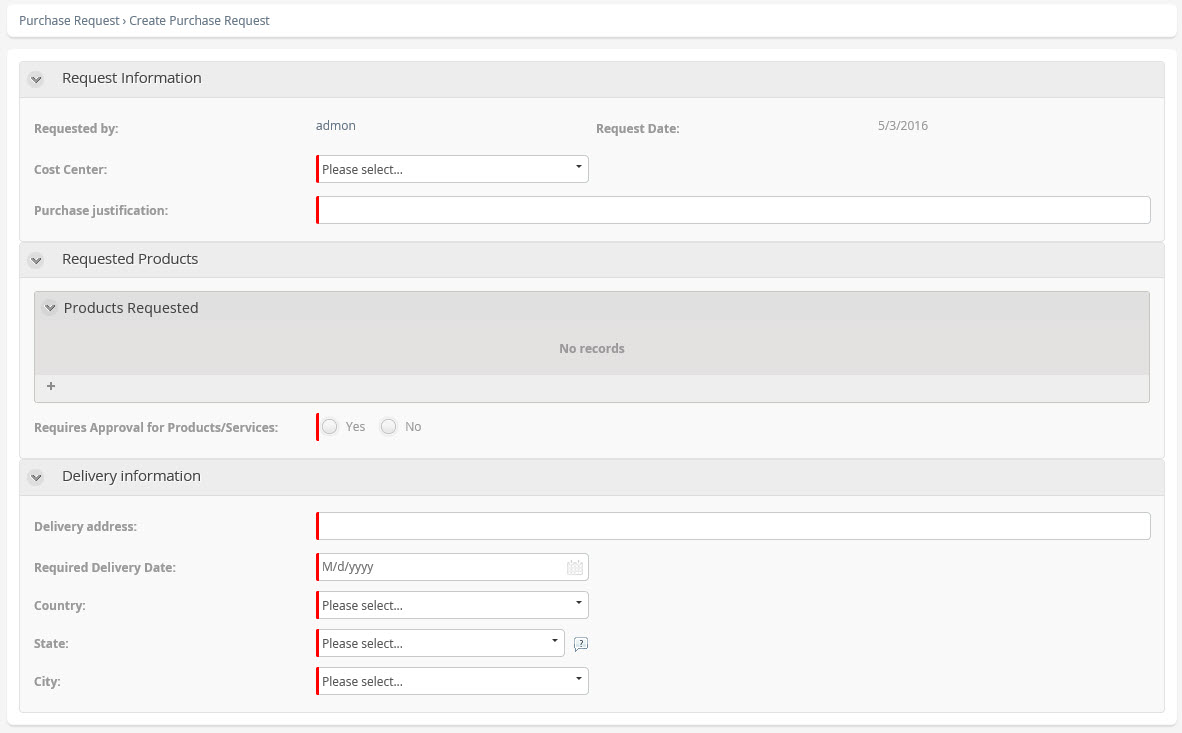 Purchase Request › Create Purchase Request
Request Information
Requested by: admon Request Date: 5/3/2016
Cost Center: Please select...
Purchase justification:
Requested Products
Products Requested
No records
+
Requires Approval for Products/Services: Yes No
Delivery information
Delivery address:
Required Delivery Date: M/d/yyyy
Country: Please select...
State: Please select... ?
City: Please select...